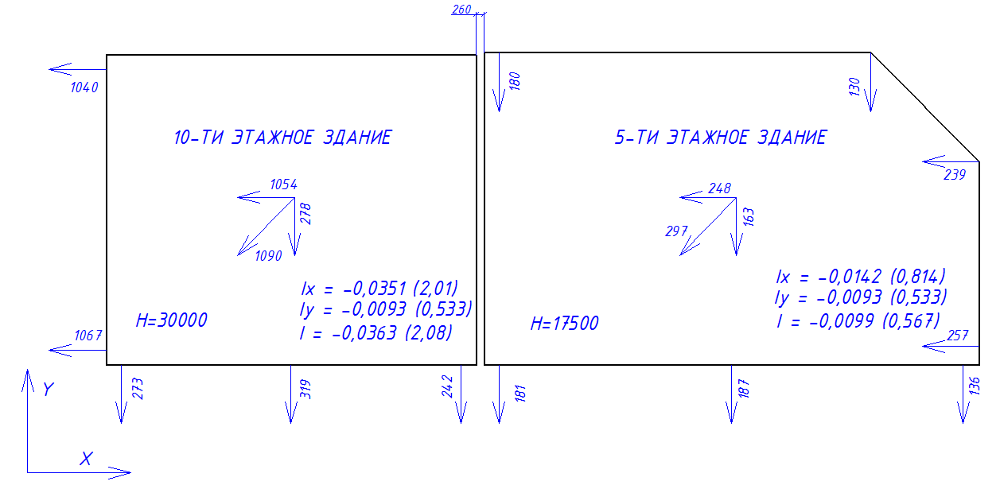 260
1040
180
130
10-ТИ ЭТАЖНОЕ ЗДАНИЕ
5-ТИ ЭТАЖНОЕ ЗДАНИЕ
239
1054
278
1090
248
163
297
Ix = -0,0351 (2,01)
Iy = -0,0093 (0,533)
I = -0,0363 (2,08)
H=30000
Ix = -0,0142 (0,814)
Iy = -0,0093 (0,533)
I = -0,0099 (0,567)
H=17500
1067
257
273
319
242
181
187
136
Y
X